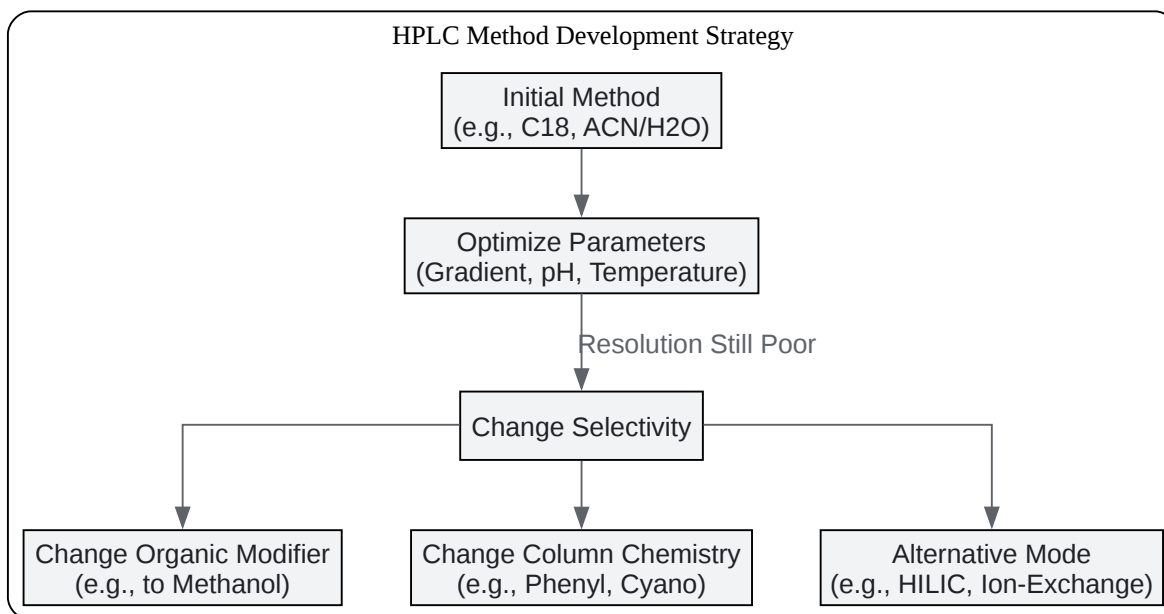 HPLC Method Development Strategy
Initial Method
(e.g., C18, ACN/H2O)
Optimize Parameters
(Gradient, pH, Temperature)
Resolution Still Poor
Change Selectivity
Change Organic Modifier
(e.g., to Methanol)
Change Column Chemistry
(e.g., Phenyl, Cyano)
Alternative Mode
(e.g., HILIC, Ion-Exchange)